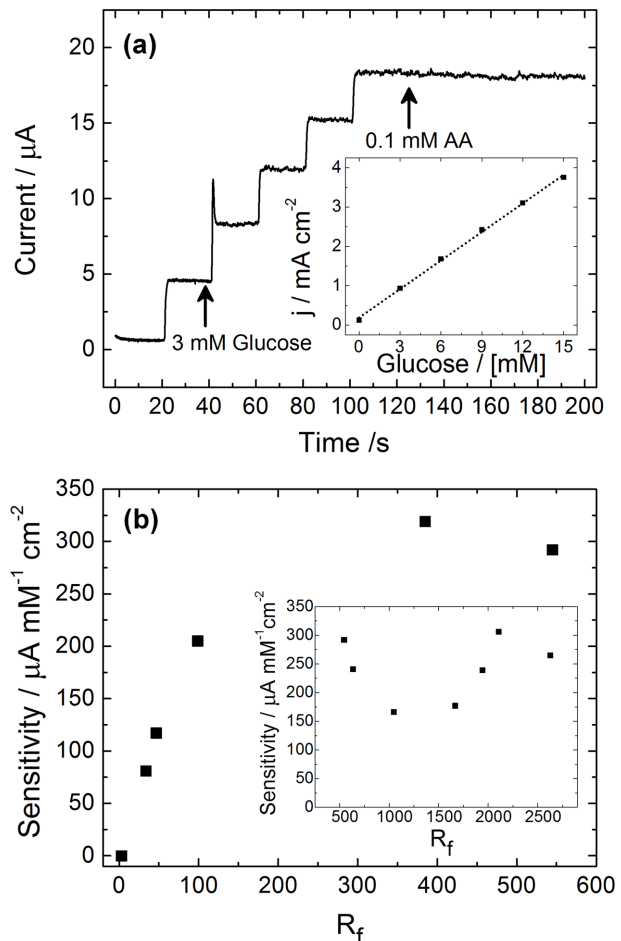 (a)
20
15
10
5
0
Current / μA
0.1 mM AA
3 mM Glucose
4
3
2
1
0
j / mA cm-2
0 3 6 9 12 15
Glucose / [mM]
0 20 40 60 80 100 120 140 160 180 200
Time /s
(b)
350
300
250
200
150
100
75
50
25
0
Sensitivity / μA mM-1 cm-2
350
300
250
200
150
100
50
0
Sensitivity / μA mM-1cm-2
500 1000 1500 2000 2500
Rf
0 100 200 300 400 500 600
Rf